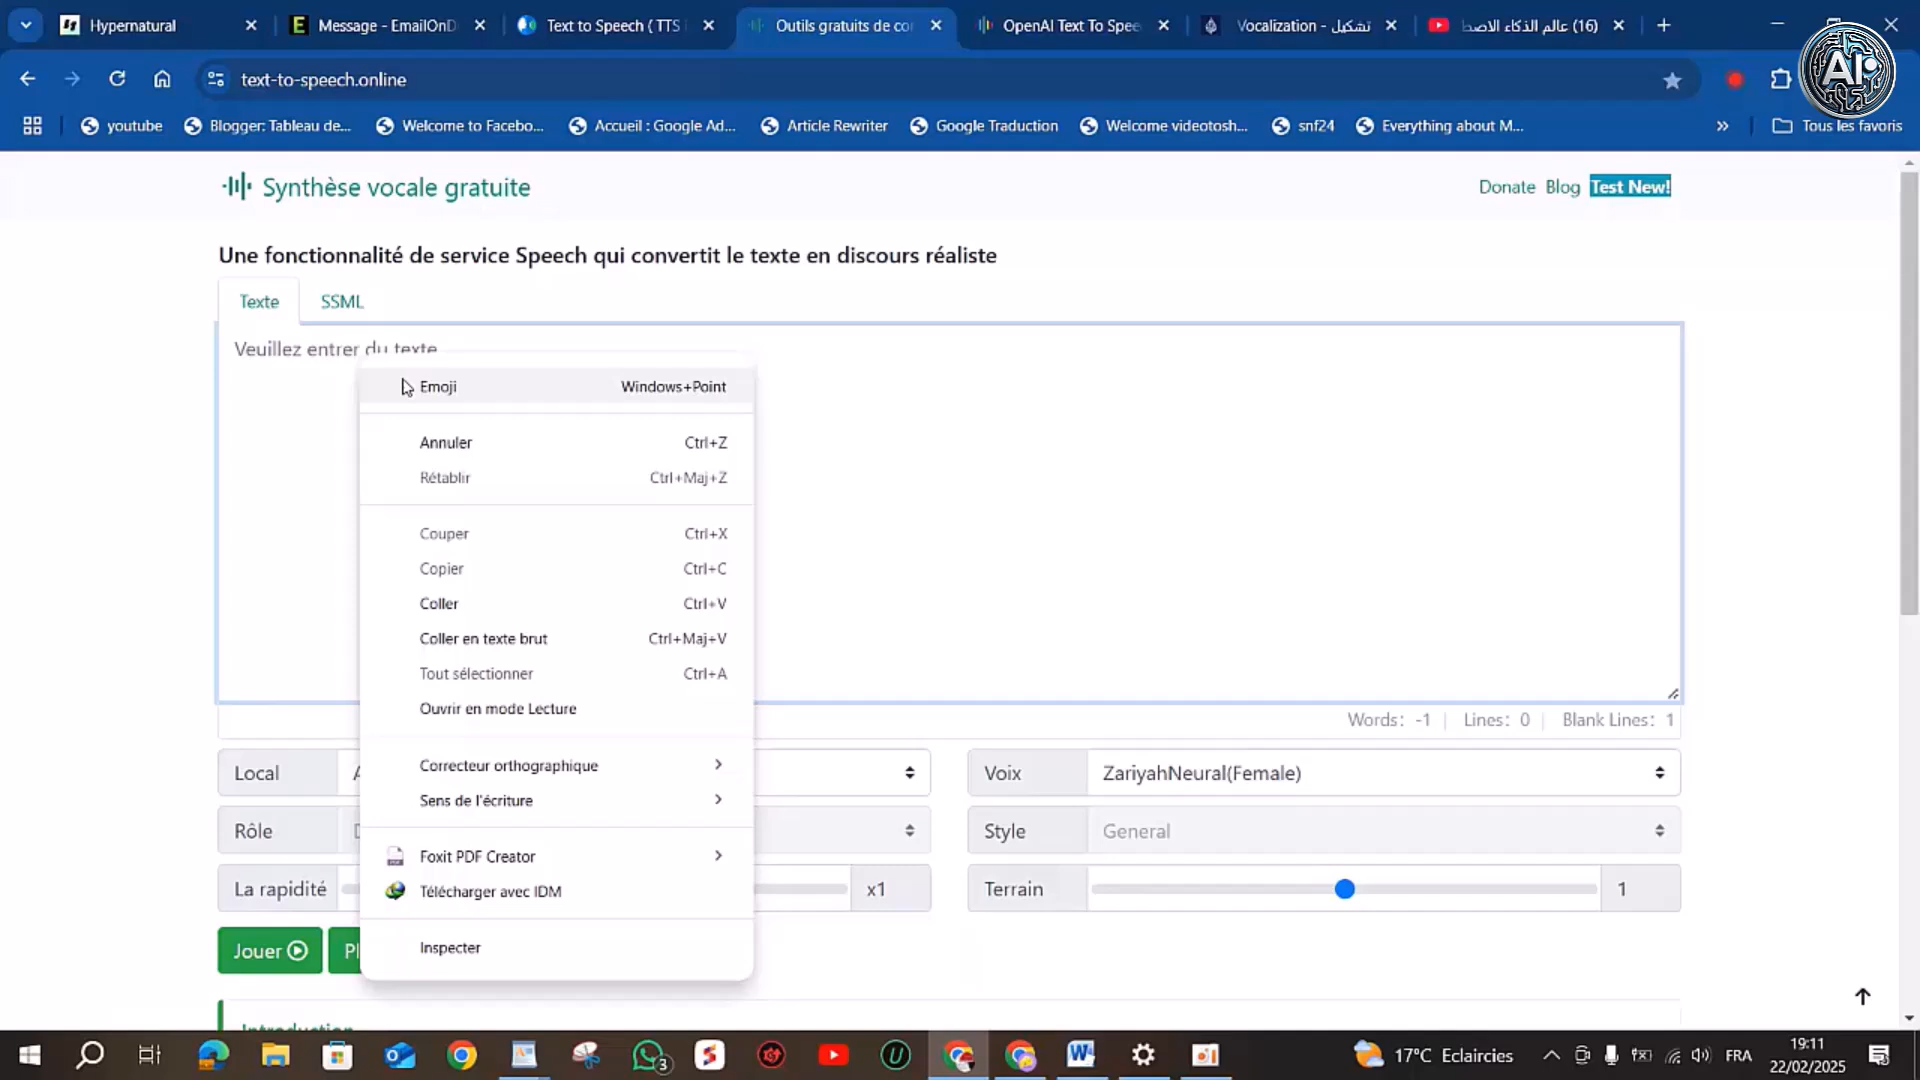 Hypernatural
Message - EmailOnD
Text to Speech ( TTS
Outils gratuits de co
OpenAI Text To Spee
Vocalization - تشكيل
(16) عالم الذكاء الاصط
text-to-speech.online
AI
youtube
Blogger: Tableau de...
Welcome to Facebo...
Accueil : Google Ad...
Article Rewriter
Google Traduction
Welcome videotosh...
snf24
Everything about M...
»
Tous les favoris
Synthèse vocale gratuite
Donate Blog Test New!
Une fonctionnalité de service Speech qui convertit le texte en discours réaliste
Texte SSML
Veuillez entrer du texte
Emoji Windows+Point
Annuler Ctrl+Z
Rétablir Ctrl+Maj+Z
Couper Ctrl+X
Copier Ctrl+C
Coller Ctrl+V
Coller en texte brut Ctrl+Maj+V
Tout sélectionner Ctrl+A
Ouvrir en mode Lecture
Words: -1 | Lines: 0 | Blank Lines: 1
Correcteur orthographique
Sens de l'écriture
Foxit PDF Creator
Télécharger avec IDM
Inspecter
Local
Voix ZariyahNeural(Female)
Rôle
Style General
La rapidité x1
Terrain 1
Jouer
Introduction
3
17°C Eclaircies
FRA
19:11
22/02/2025